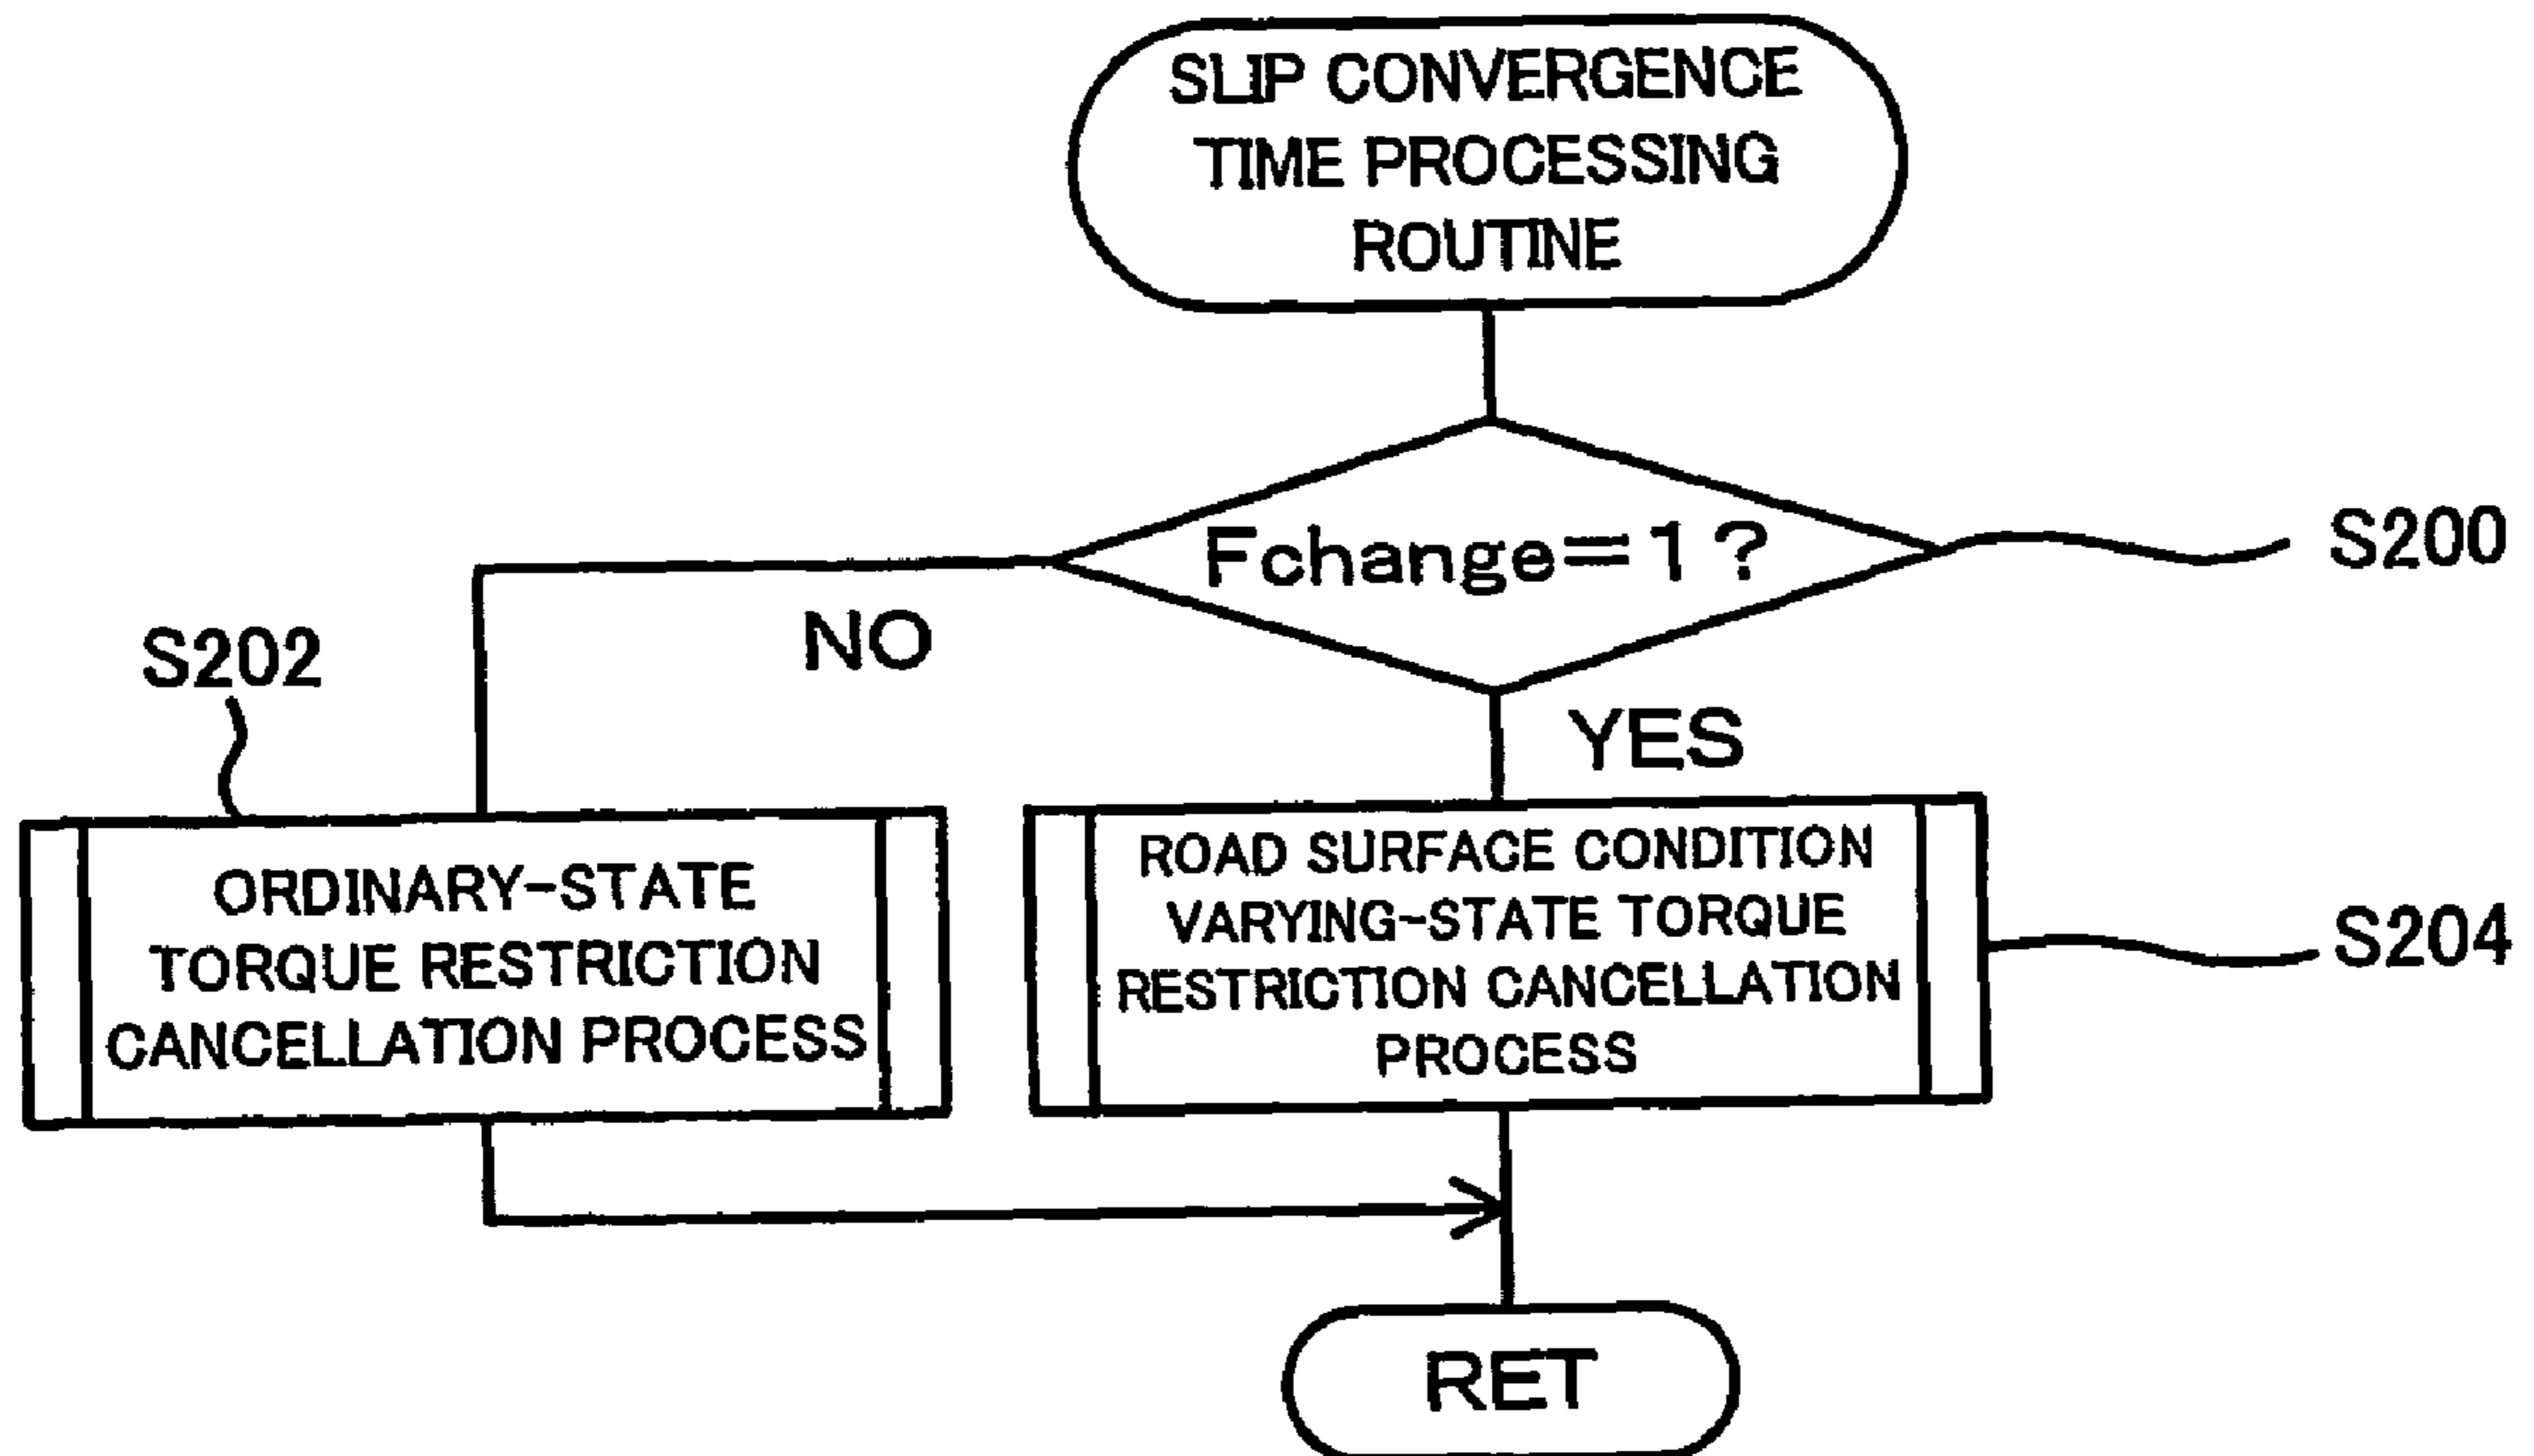 SLIP CONVERGENCE
TIME PROCESSING
ROUTINE
Fchange=1?
S200
NO
S202
YES
ORDINARY-STATE
TORQUE RESTRICTION
CANCELLATION PROCESS
ROAD SURFACE CONDITION
VARYING-STATE TORQUE
RESTRICTION CANCELLATION
PROCESS
S204
RET